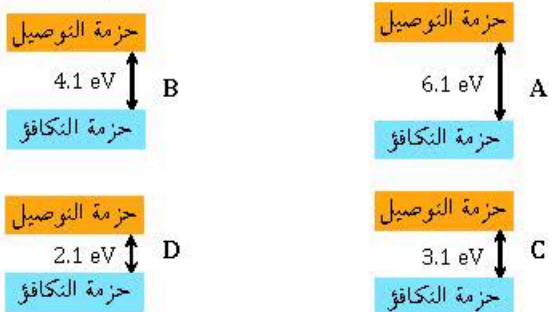 حزمة التوصيل
6.1 eV
A
حزمة التكافؤ
حزمة التوصيل
4.1 eV
B
حزمة التكافؤ
حزمة التوصيل
3.1 eV
C
حزمة التكافؤ
حزمة التوصيل
2.1 eV
D
حزمة التكافؤ